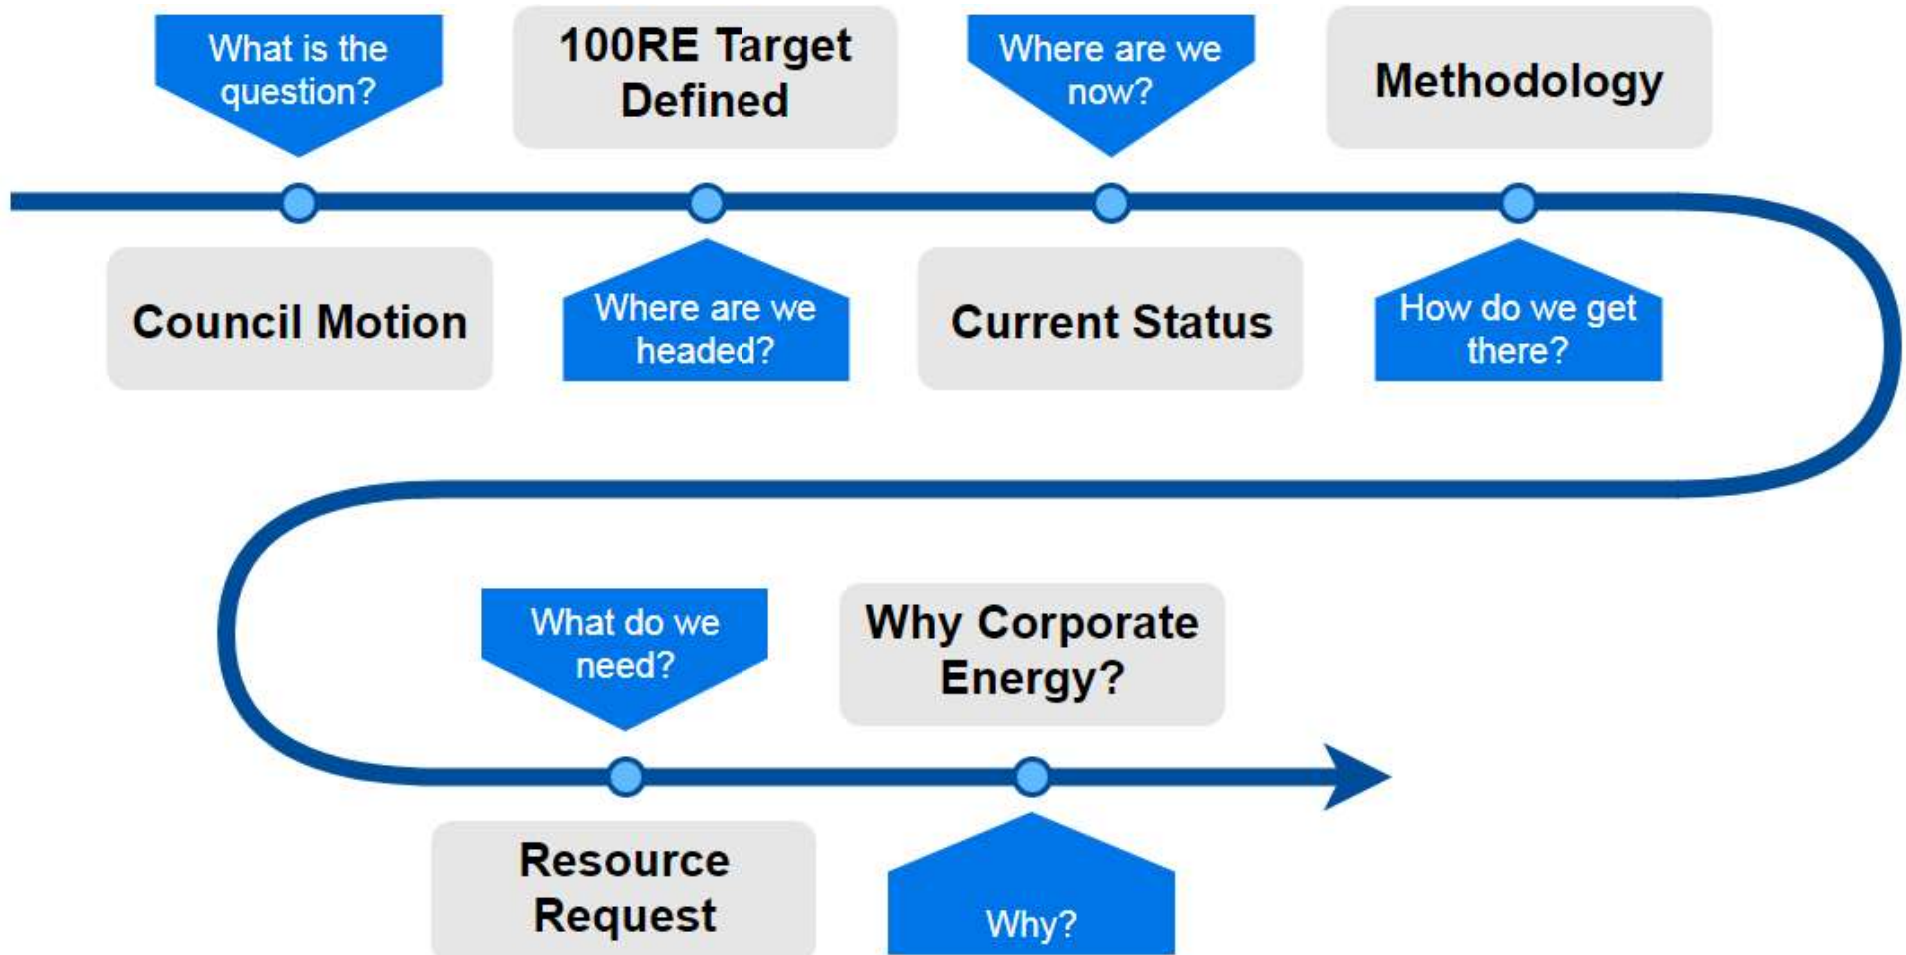 What is the
question?
Council Motion
100RE Target
Defined
Where are we
headed?
Where are we
now?
Current Status
Methodology
How do we get
there?
What do we
need?
Resource
Request
Why Corporate
Energy?
Why?